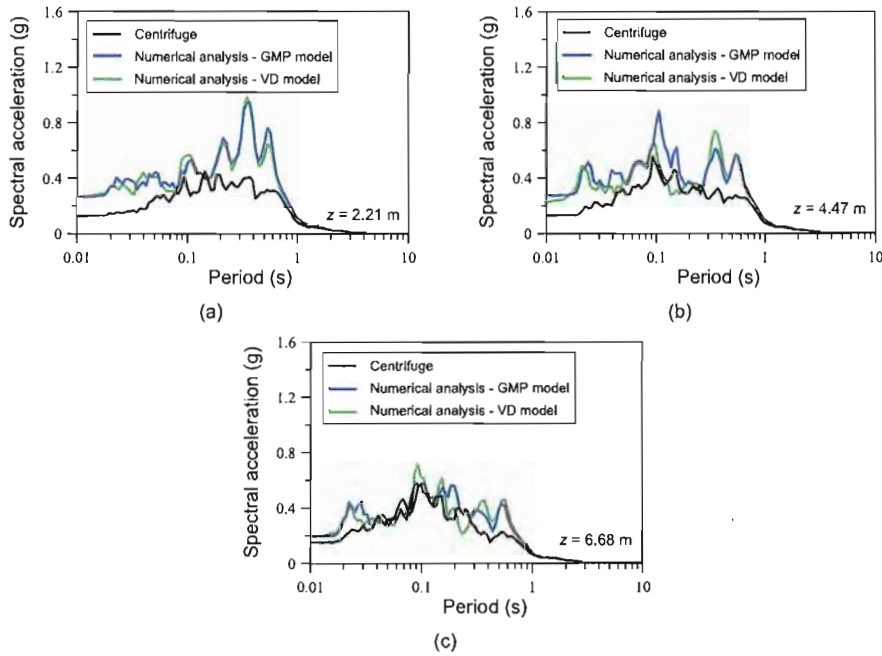 Spectral acceleration (g)
1.6
1.2
0.8
0.4
0
Centrifuge
Numerical analysis - GMP model
Numerical analysis - VD model
z = 2.21 m
0.01 0.1 1 10
Period (s)
(a)
Spectral acceleration (g)
1.6
1.2
0.8
0.4
0
Centrifuge
Numerical analysis - GMP model
Numerical analysis - VD model
z = 4.47 m
0.01 0.1 1 10
Period (s)
(b)
Spectral acceleration (g)
1.6
1.2
0.8
0.4
0
Centrifuge
Numerical analysis - GMP model
Numerical analysis - VD model
z = 6.68 m
0.01 0.1 1 10
Period (s)
(c)